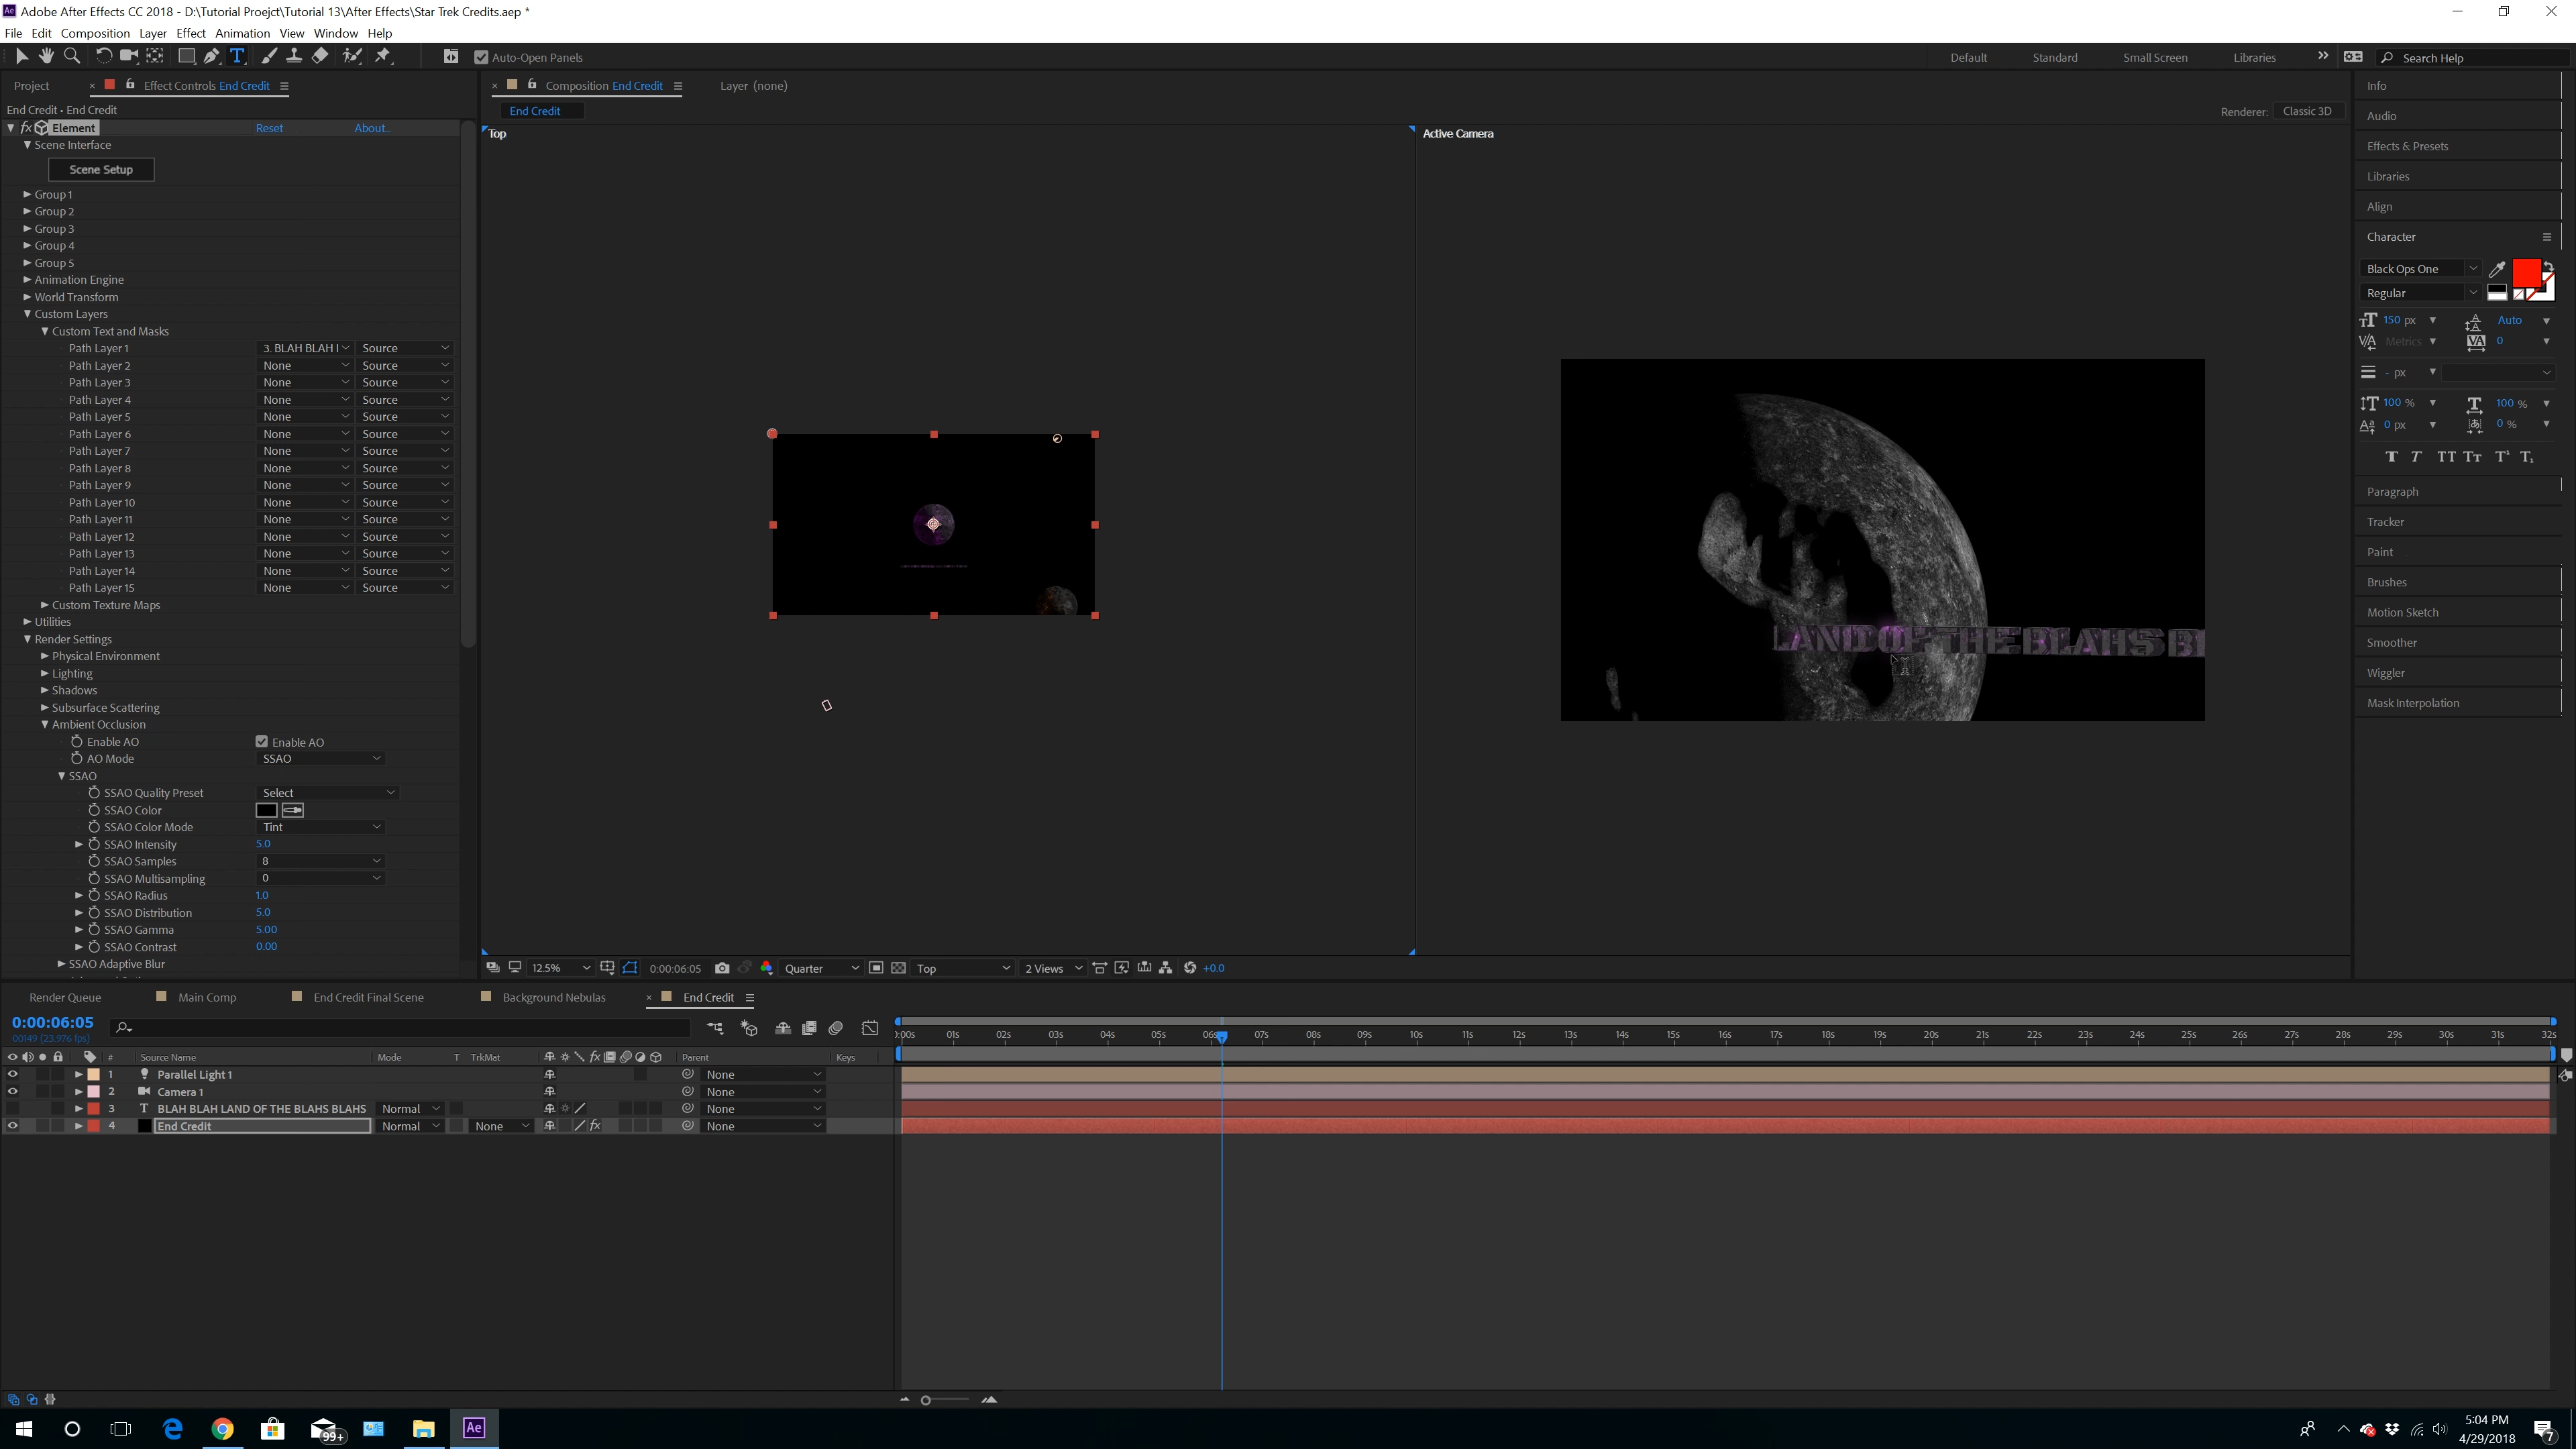 Adobe After Effects CC 2018 - D:\Tutorial Proejct\Tutorial 13\After Effects\Star Trek Credits.aep *
File Edit Composition Layer Effect Animation View Window Help
Auto-Open Panels
Default Standard Small Screen Libraries Search Help
Project Effect Controls End Credit
End Credit • End Credit
fx Element Reset About...
Scene Interface
Scene Setup
Group 1
Group 2
Group 3
Group 4
Group 5
Animation Engine
World Transform
Custom Layers
Custom Text and Masks
Path Layer 1 3. BLAH BLAH I Source
Path Layer 2 None Source
Path Layer 3 None Source
Path Layer 4 None Source
Path Layer 5 None Source
Path Layer 6 None Source
Path Layer 7 None Source
Path Layer 8 None Source
Path Layer 9 None Source
Path Layer 10 None Source
Path Layer 11 None Source
Path Layer 12 None Source
Path Layer 13 None Source
Path Layer 14 None Source
Path Layer 15 None Source
Custom Texture Maps
Utilities
Render Settings
Physical Environment
Lighting
Shadows
Subsurface Scattering
Ambient Occlusion
Enable AO Enable AO
AO Mode SSAO
SSAO
SSAO Quality Preset Select
SSAO Color
SSAO Color Mode Tint
SSAO Intensity 5.0
SSAO Samples 8
SSAO Multisampling 0
SSAO Radius 1.0
SSAO Distribution 5.0
SSAO Gamma 5.00
SSAO Contrast 0.00
SSAO Adaptive Blur
Composition End Credit Layer (none)
End Credit
Renderer: Classic 3D
Top
Active Camera
LAND OF THE BLAHS BL
12.5% 0:00:06:05 Quarter Top 2 Views +0.0
Info
Audio
Effects & Presets
Libraries
Align
Character
Black Ops One
Regular
150 px Auto
Metrics 0
- px
100 % 100 %
0 px 0 %
T T TT Tт T¹ T₁
Paragraph
Tracker
Paint
Brushes
Motion Sketch
Smoother
Wiggler
Mask Interpolation
Render Queue Main Comp End Credit Final Scene Background Nebulas End Credit
0:00:06:05
00149 (23.976 fps)
:00s 01s 02s 03s 04s 05s 06s 07s 08s 09s 10s 11s 12s 13s 14s 15s 16s 17s 18s 19s 20s 21s 22s 23s 24s 25s 26s 27s 28s 29s 30s 31s 32s
# Source Name Mode T TrkMat fx Parent Keys
1 Parallel Light 1 None
2 Camera 1 None
3 T BLAH BLAH LAND OF THE BLAHS BLAHS Normal None
4 End Credit Normal None fx None
99+
Ae
5:04 PM
4/29/2018
7